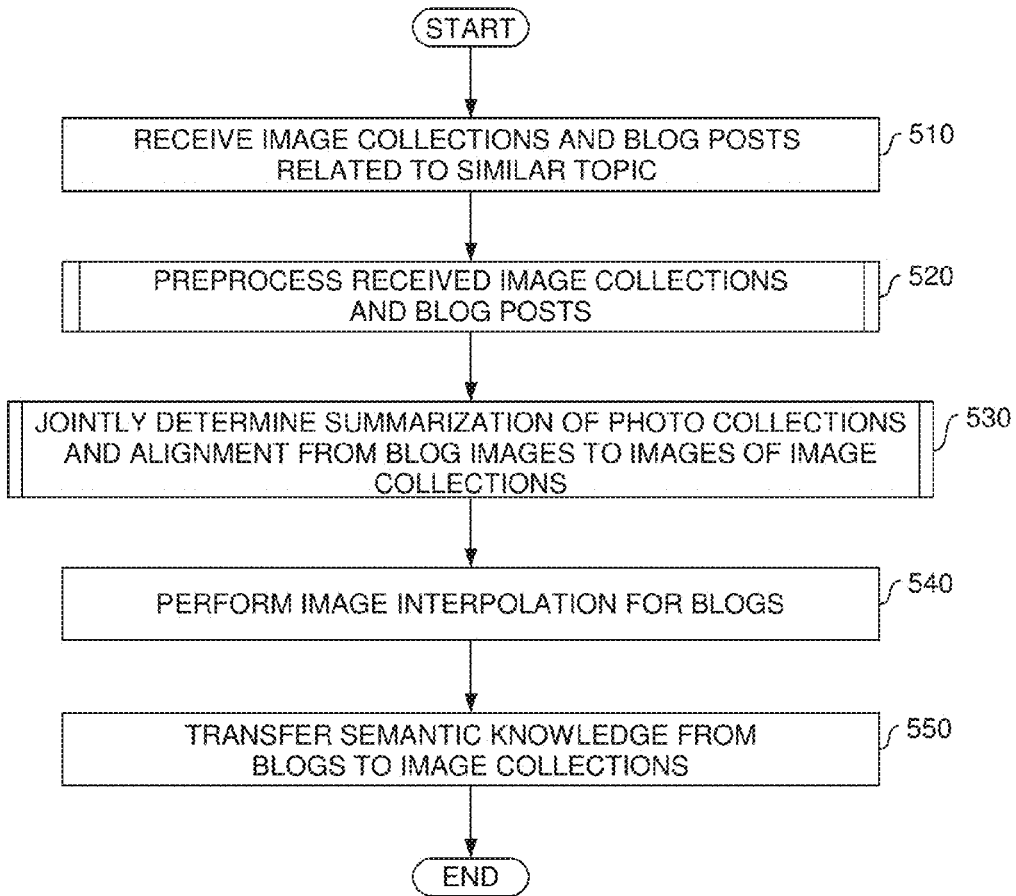 START
RECEIVE IMAGE COLLECTIONS AND BLOG POSTS
RELATED TO SIMILAR TOPIC
510
PREPROCESS RECEIVED IMAGE COLLECTIONS
AND BLOG POSTS
520
JOINTLY DETERMINE SUMMARIZATION OF PHOTO COLLECTIONS
AND ALIGNMENT FROM BLOG IMAGES TO IMAGES OF IMAGE
COLLECTIONS
530
PERFORM IMAGE INTERPOLATION FOR BLOGS
540
TRANSFER SEMANTIC KNOWLEDGE FROM
BLOGS TO IMAGE COLLECTIONS
550
END